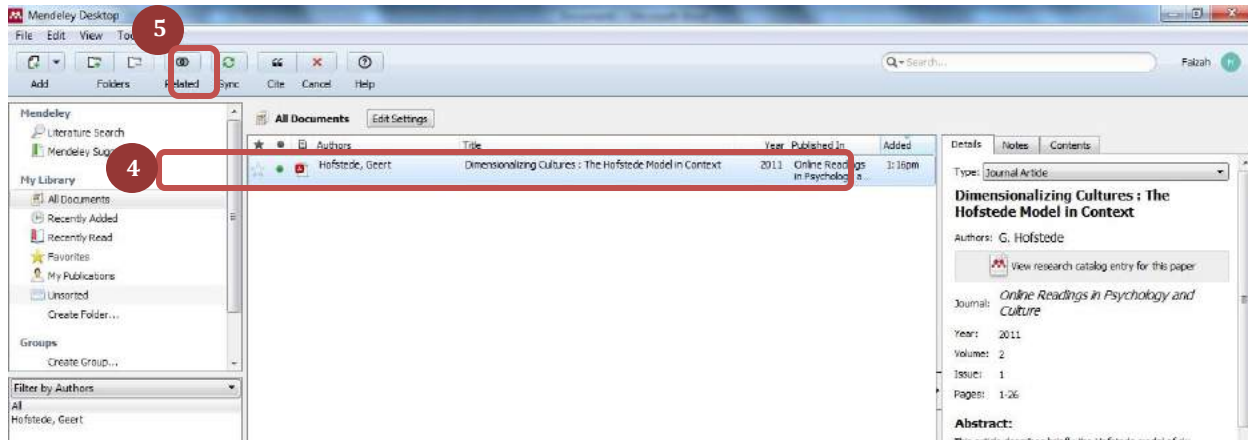 Mendeley Desktop
5
File Edit View
Add Folders Related Sync Cite Cancel Help
Search...
Faizah
Mendeley
Literature Search
Mendeley
4
My Library
All Documents
Recently Added
Recently Read
Favorites
My Publications
Unsorted
Create Folder...
Groups
Create Group...
Filter by Authors
All
Hofstede, Geert
All Documents Edit Settings
Authors Title Year Published In Added
Hofstede, Geert Dimensionalizing Cultures : The Hofstede Model in Context 2011 Online Readings 1:16pm
in Psychology a...
Details Notes Contents
Type: Journal Article
Dimensionalizing Cultures : The
Hofstede Model in Context
Authors: G. Hofstede
View research catalog entry for this paper
Journal: Online Readings in Psychology and
Culture
Year: 2011
Volume: 2
Issue: 1
Pages: 1-26
Abstract: